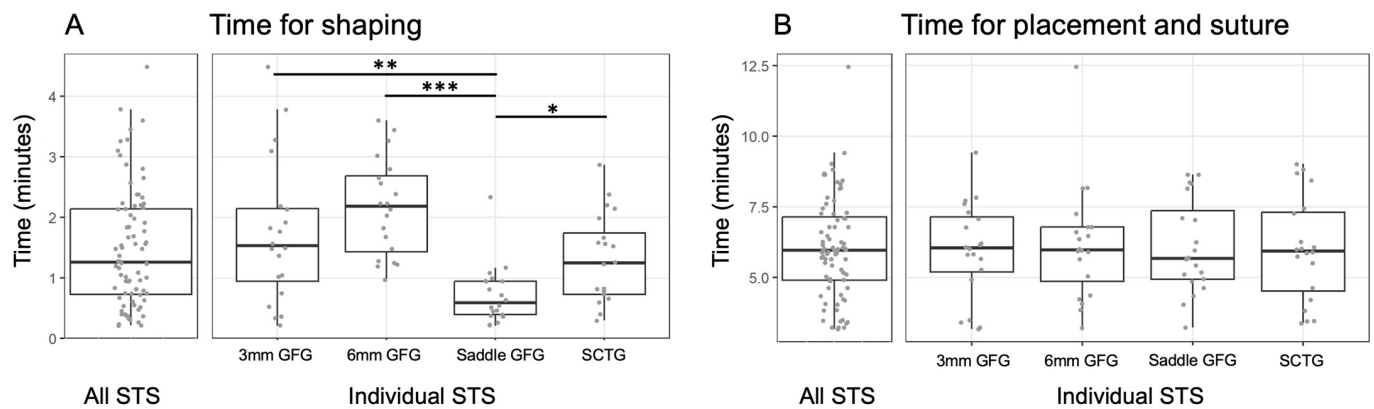 A Time for shaping
B Time for placement and suture
Time (minutes)
4
3
2
1
0
**
***
*
3mm GFG 6mm GFG Saddle GFG SCTG
All STS Individual STS
Time (minutes)
12.5
10.0
7.5
5.0
3mm GFG 6mm GFG Saddle GFG SCTG
All STS Individual STS